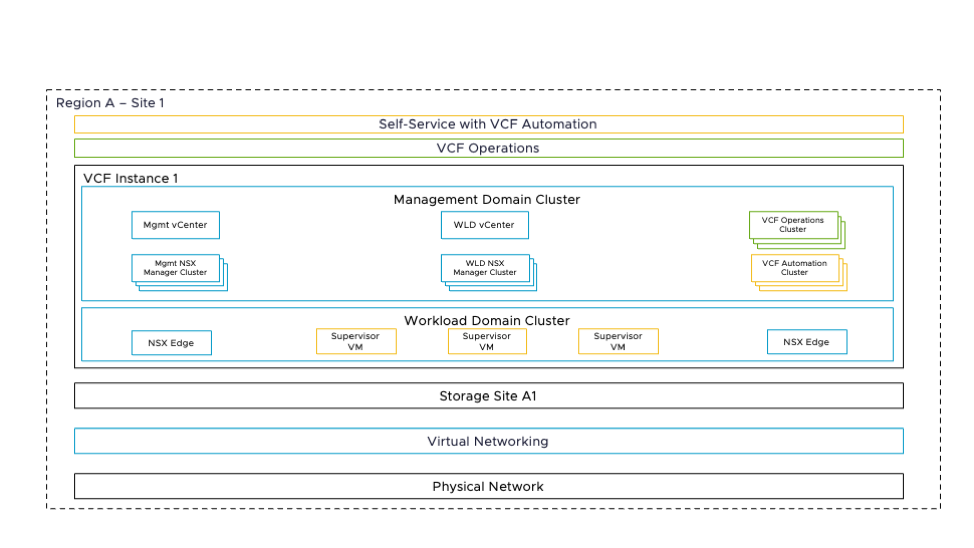 Region A – Site 1
Self-Service with VCF Automation
VCF Operations
VCF Instance 1
Management Domain Cluster
Mgmt vCenter
WLD vCenter
VCF Operations
Cluster
Mgmt NSX
Manager Cluster
WLD NSX
Manager Cluster
VCF Automation
Cluster
Workload Domain Cluster
NSX Edge
Supervisor
VM
Supervisor
VM
Supervisor
VM
NSX Edge
Storage Site A1
Virtual Networking
Physical Network